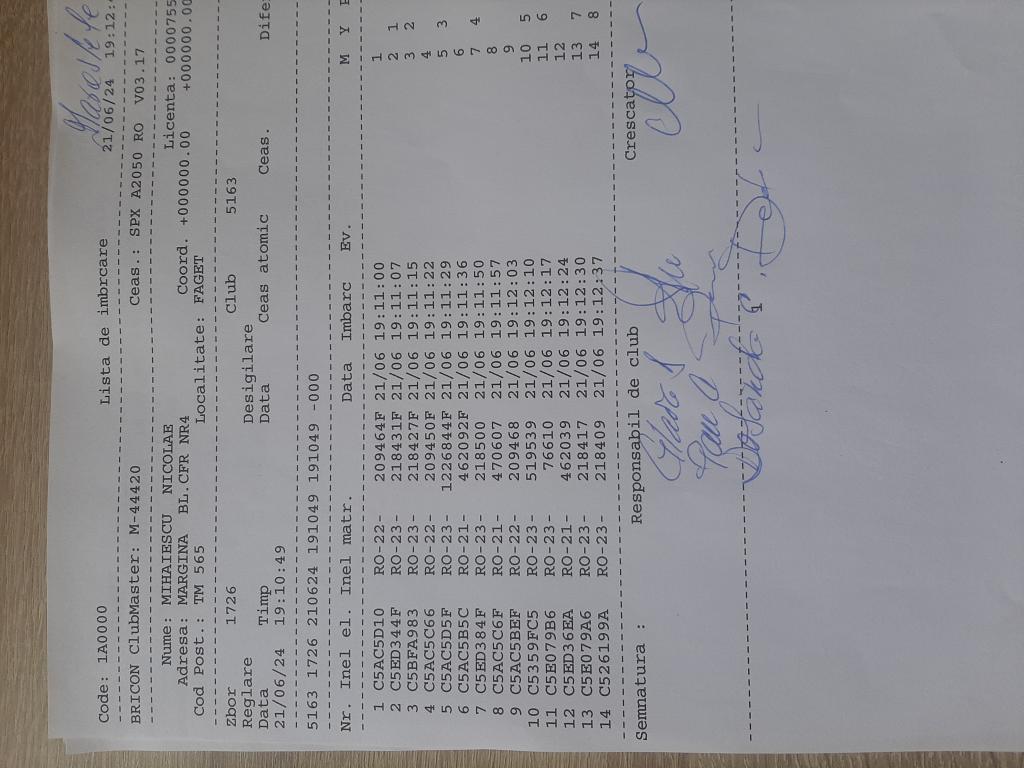 Marasesti
Code: 1A0000 Lista de imbrcare 21/06/24 19:12:
BRICON ClubMaster: M-44420 Ceas.: SPX A2050 RO V03.17
Nume: MIHAIESCU NICOLAE Licenta: 0000755
Adresa: MARGINA BL.CFR NR4 Coord. +000000.00 +000000.00
Cod Post.: TM 565 Localitate: FAGET
Zbor 1726 Club 5163
Reglare Desigilare
Data Timp Data Ceas atomic Ceas. Dife
21/06/24 19:10:49
5163 1726 210624 191049 191049 -000
Nr. Inel el. Inel matr. Data Imbarc Ev. M Y
1 C5AC5D10 RO-22- 209464F 21/06 19:11:00 1
2 C5ED344F RO-23- 218431F 21/06 19:11:07 2 1
3 C5BFA983 RO-23- 218427F 21/06 19:11:15 3 2
4 C5AC5C66 RO-22- 209450F 21/06 19:11:22 4
5 C5AC5D5F RO-23- 1226844F 21/06 19:11:29 5 3
6 C5AC5B5C RO-21- 462092F 21/06 19:11:36 6
7 C5ED384F RO-23- 218500 21/06 19:11:50 7 4
8 C5AC5C6F RO-21- 470607 21/06 19:11:57 8
9 C5AC5BEF RO-22- 209468 21/06 19:12:03 9
10 C5359FC5 RO-23- 519539 21/06 19:12:10 10 5
11 C5E079B6 RO-23- 76610 21/06 19:12:17 11 6
12 C5ED36EA RO-21- 462039 21/06 19:12:24 12
13 C5E079A6 RO-23- 218417 21/06 19:12:30 13 7
14 C526199A RO-23- 218409 21/06 19:12:37 14 8
Semnatura : Responsabil de club Crescator